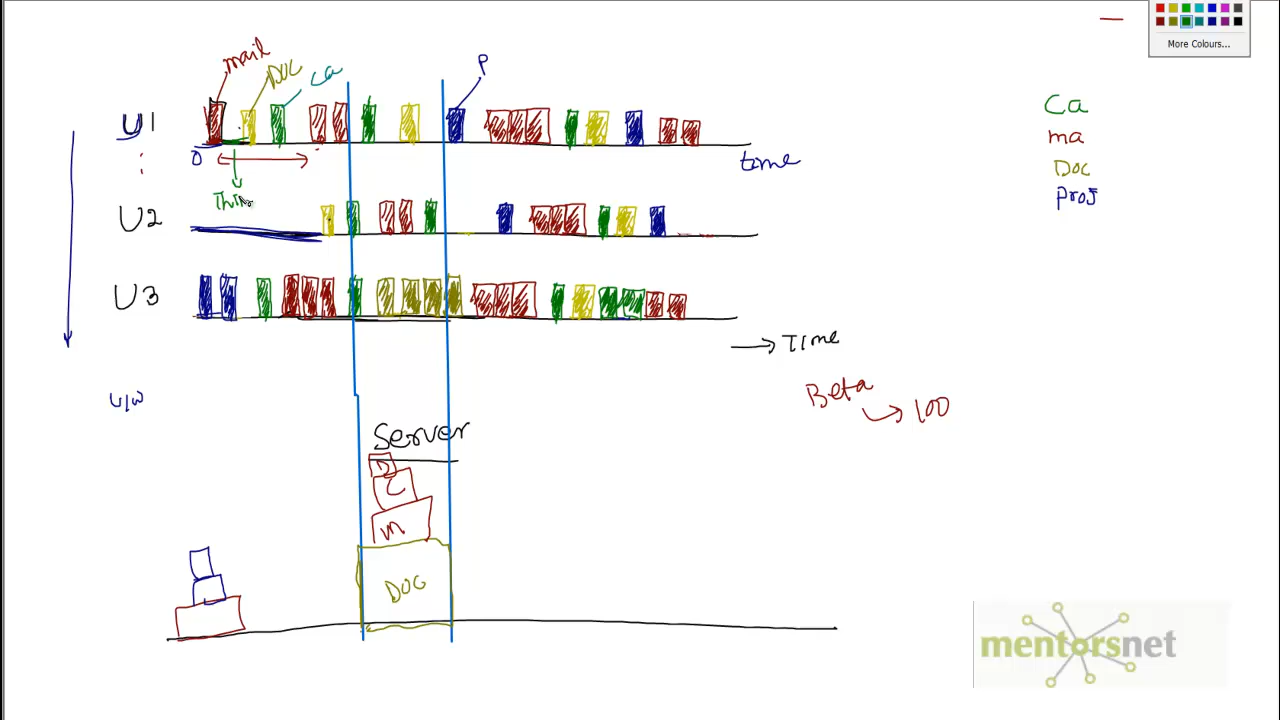 More Colours...
mail
DOC
Ca
P
U1
0
time
Ca
ma
DOC
Proj
U2
U3
Time
U/W
Beta
100
Server
D
C
M
DOC
mentorsnet